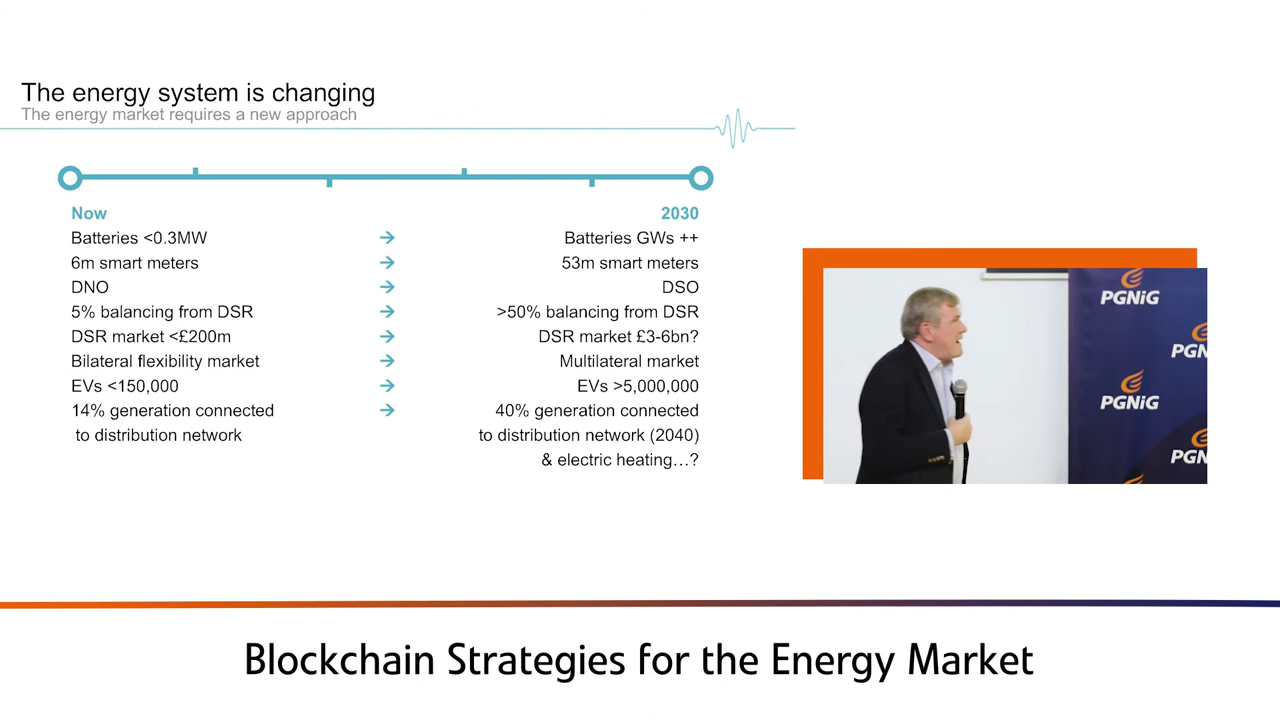 The energy system is changing
The energy market requires a new approach
Now
2030
Batteries <0.3MW → Batteries GWs ++
6m smart meters → 53m smart meters
DNO → DSO
5% balancing from DSR → >50% balancing from DSR
DSR market <£200m → DSR market £3-6bn?
Bilateral flexibility market → Multilateral market
EVs <150,000 → EVs >5,000,000
14% generation connected → 40% generation connected
to distribution network to distribution network (2040)
& electric heating…?
PGNiG
PGN
PGNiG
PGN
Blockchain Strategies for the Energy Market